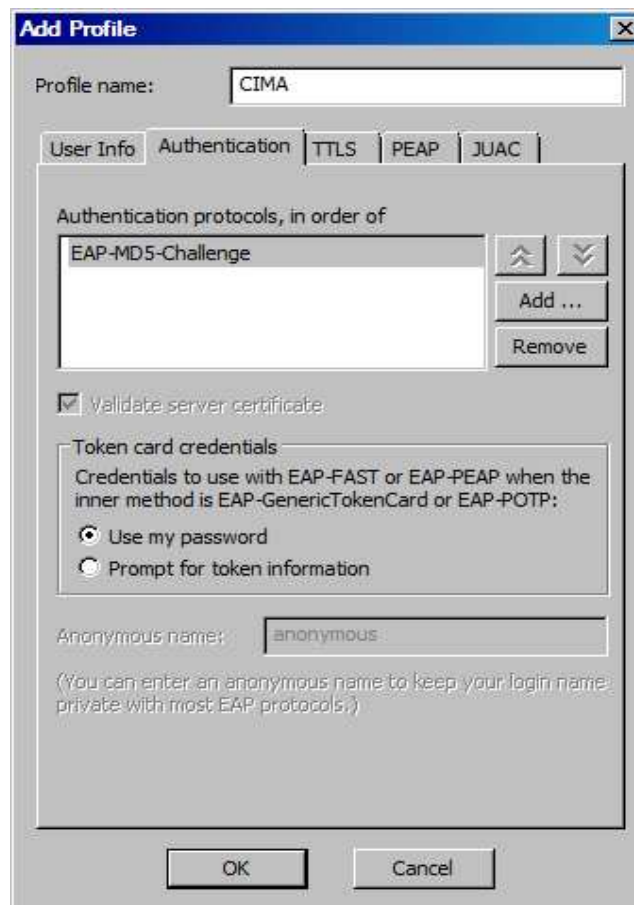 Add Profile
Profile name: CIMA
User Info Authentication TTLS PEAP JUAC
Authentication protocols, in order of
EAP-MD5-Challenge
Add ...
Remove
Validate server certificate
Token card credentials
Credentials to use with EAP-FAST or EAP-PEAP when the
inner method is EAP-GenericTokenCard or EAP-POTP:
Use my password
Prompt for token information
Anonymous name: anonymous
(You can enter an anonymous name to keep your login name
private with most EAP protocols.)
OK Cancel